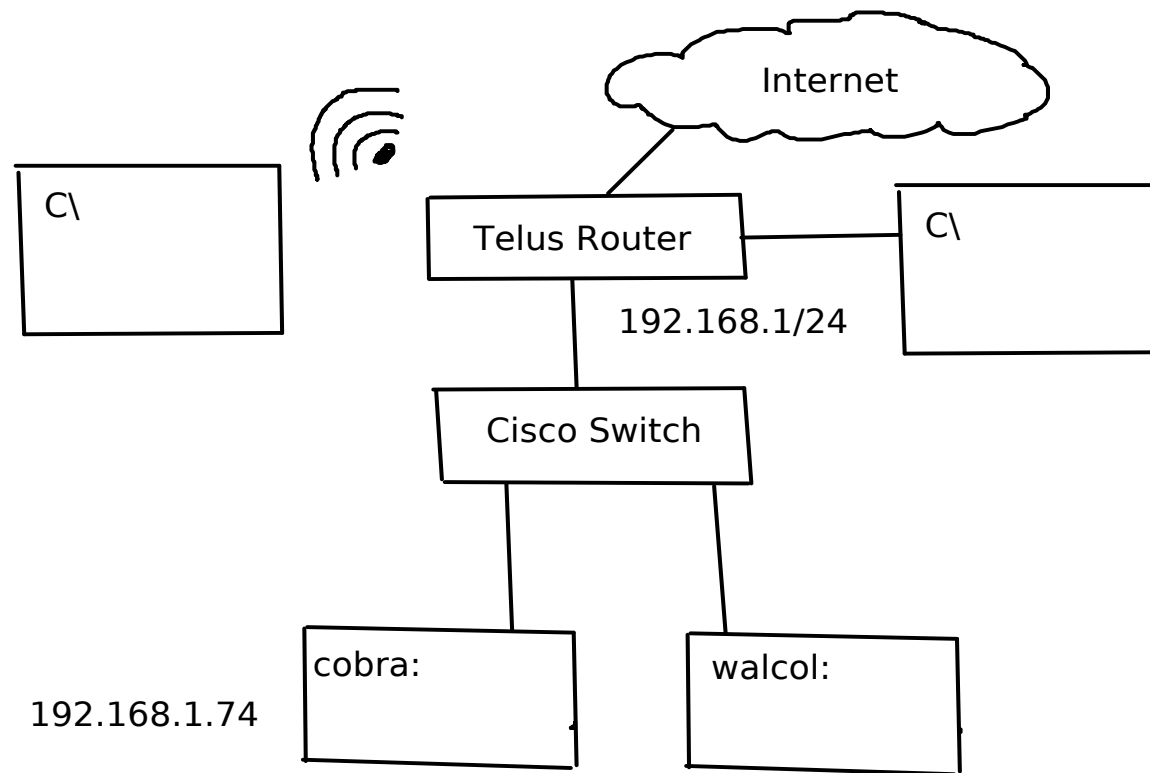 Internet
C\
Telus Router
C\
192.168.1/24
Cisco Switch
cobra:
walcol:
192.168.1.74